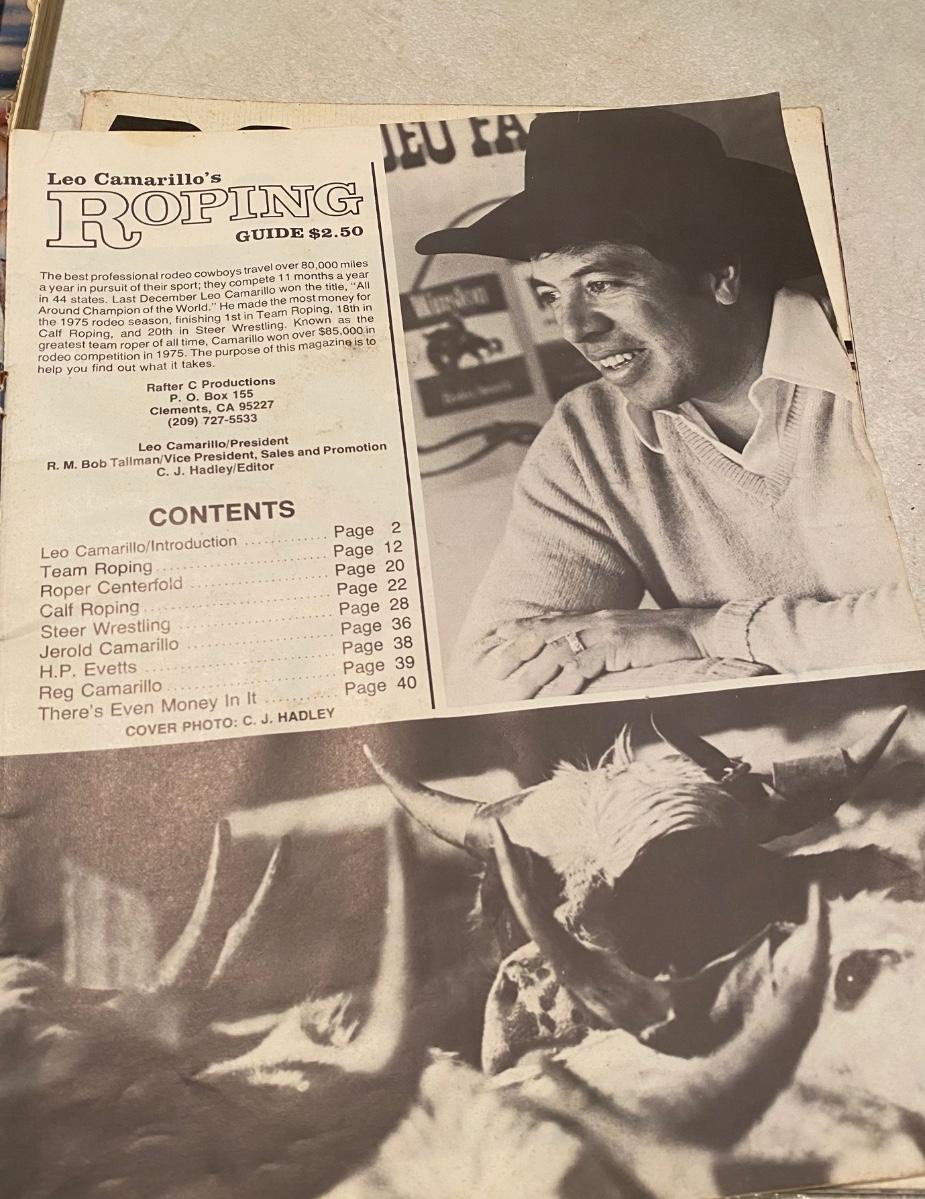 Leo Camarillo's
ROPING
GUIDE $2.50
The best professional rodeo cowboys travel over 80,000 miles
a year in pursuit of their sport; they compete 11 months a year
in 44 states. Last December Leo Camarillo won the title, "All
Around Champion of the World." He made the most money for
the 1975 rodeo season, finishing 1st in Team Roping, 18th in
Calf Roping, and 20th in Steer Wrestling. Known as the
greatest team roper of all time, Camarillo won over $85,000 in
rodeo competition in 1975. The purpose of this magazine is to
help you find out what it takes.
Rafter C Productions
P. O. Box 155
Clements, CA 95227
(209) 727-5533
Leo Camarillo/President
R. M. Bob Tallman/Vice President, Sales and Promotion
C. J. Hadley/Editor
CONTENTS
Leo Camarillo/Introduction ............ Page 2
Team Roping ............ Page 12
Roper Centerfold ............ Page 20
Calf Roping ............ Page 22
Steer Wrestling ............ Page 28
Jerold Camarillo ............ Page 36
H.P. Evetts ............ Page 38
Reg Camarillo ............ Page 39
There's Even Money In It ........ Page 40
COVER PHOTO: C. J. HADLEY
Winston